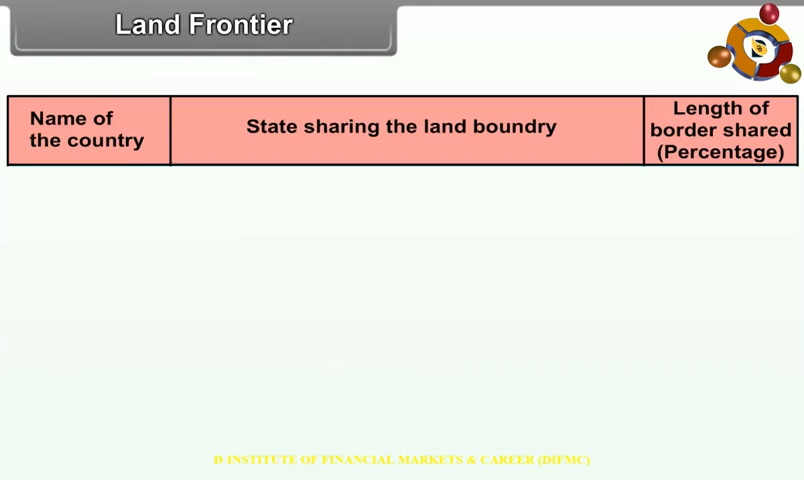 Land Frontier
Name of
the country
State sharing the land boundry
Length of
border shared
(Percentage)
D-INSTITUTE OF FINANCIAL MARKETS & CAREER (DIFMC)